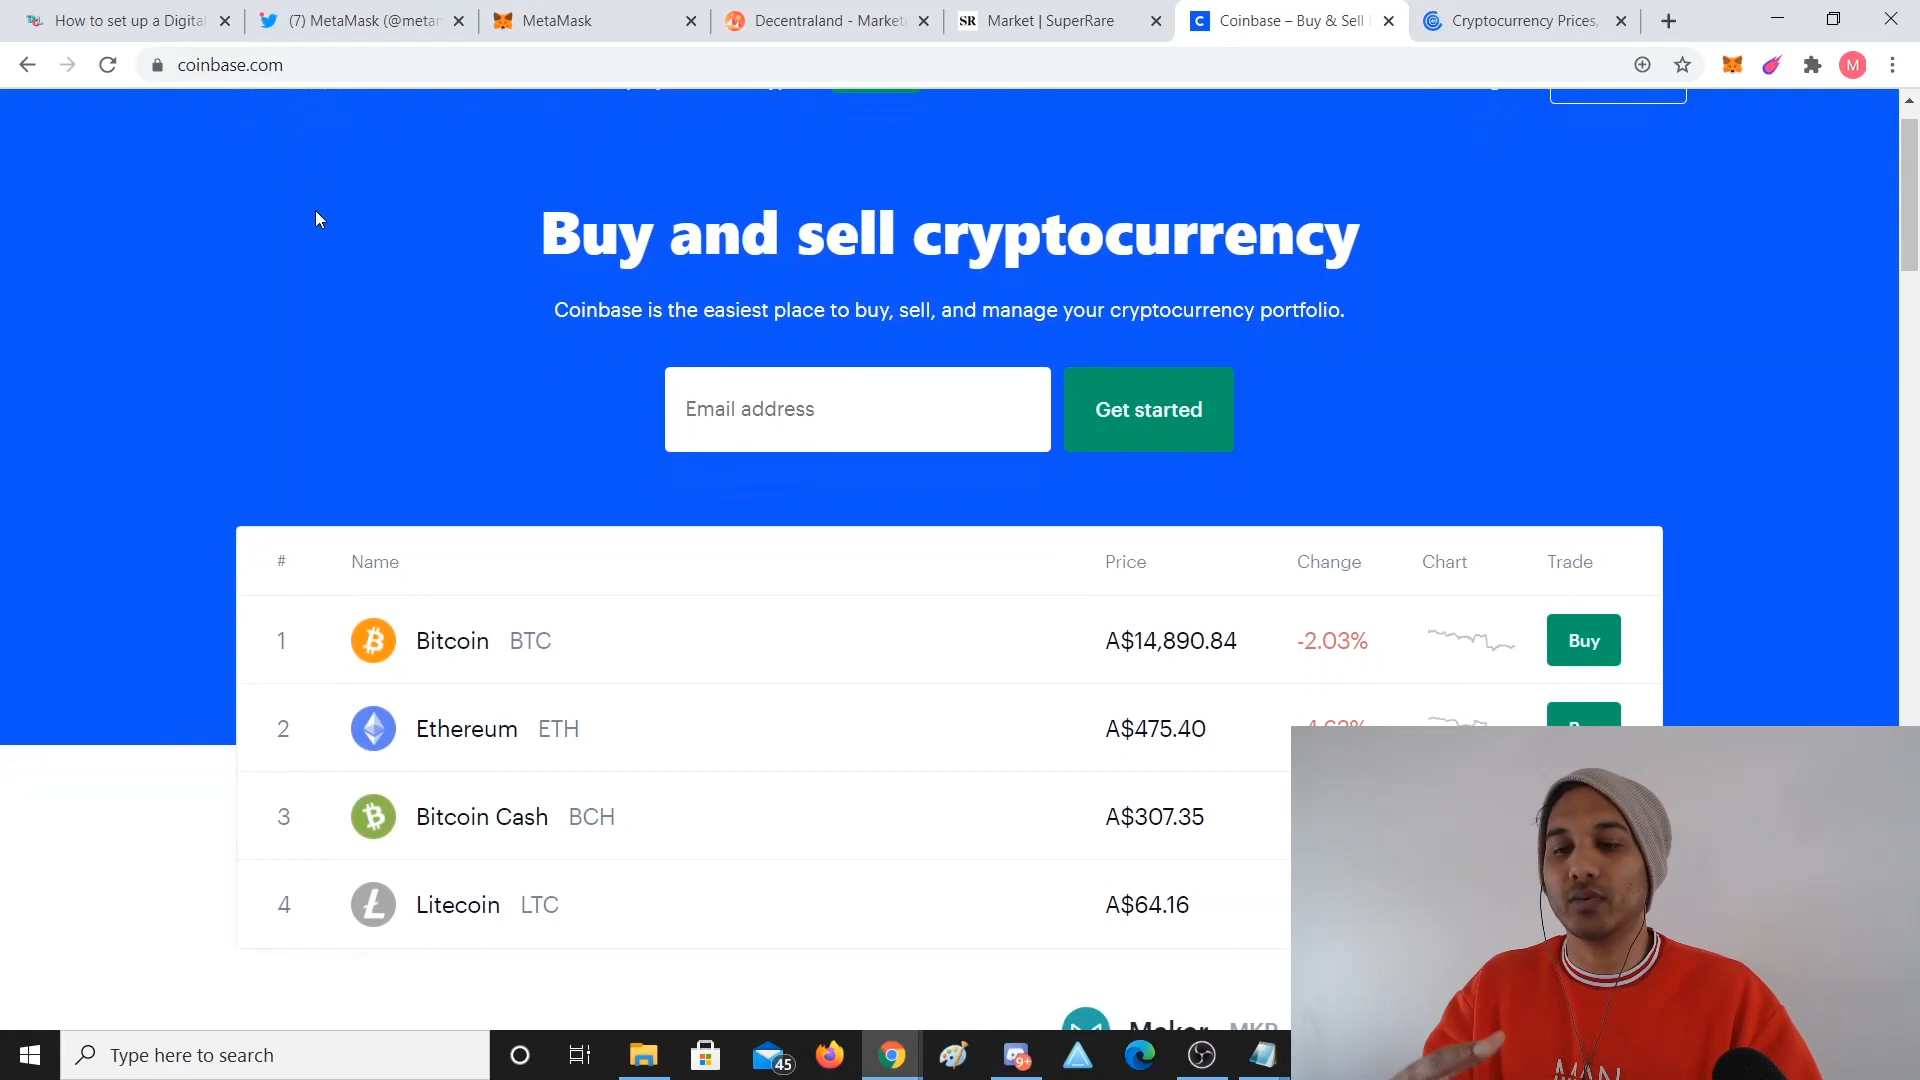 How to set up a Digital
(7) MetaMask (@metam
MetaMask
Decentraland - Market
SR Market | SuperRare
C Coinbase – Buy & Sell
Cryptocurrency Prices,
coinbase.com
M
Buy and sell cryptocurrency
Coinbase is the easiest place to buy, sell, and manage your cryptocurrency portfolio.
Email address
Get started
# Name Price Change Chart Trade
1 Bitcoin BTC A$14,890.84 -2.03% Buy
2 Ethereum ETH A$475.40
3 Bitcoin Cash BCH A$307.35
4 Litecoin LTC A$64.16
Maker MKR
Type here to search
45
9+